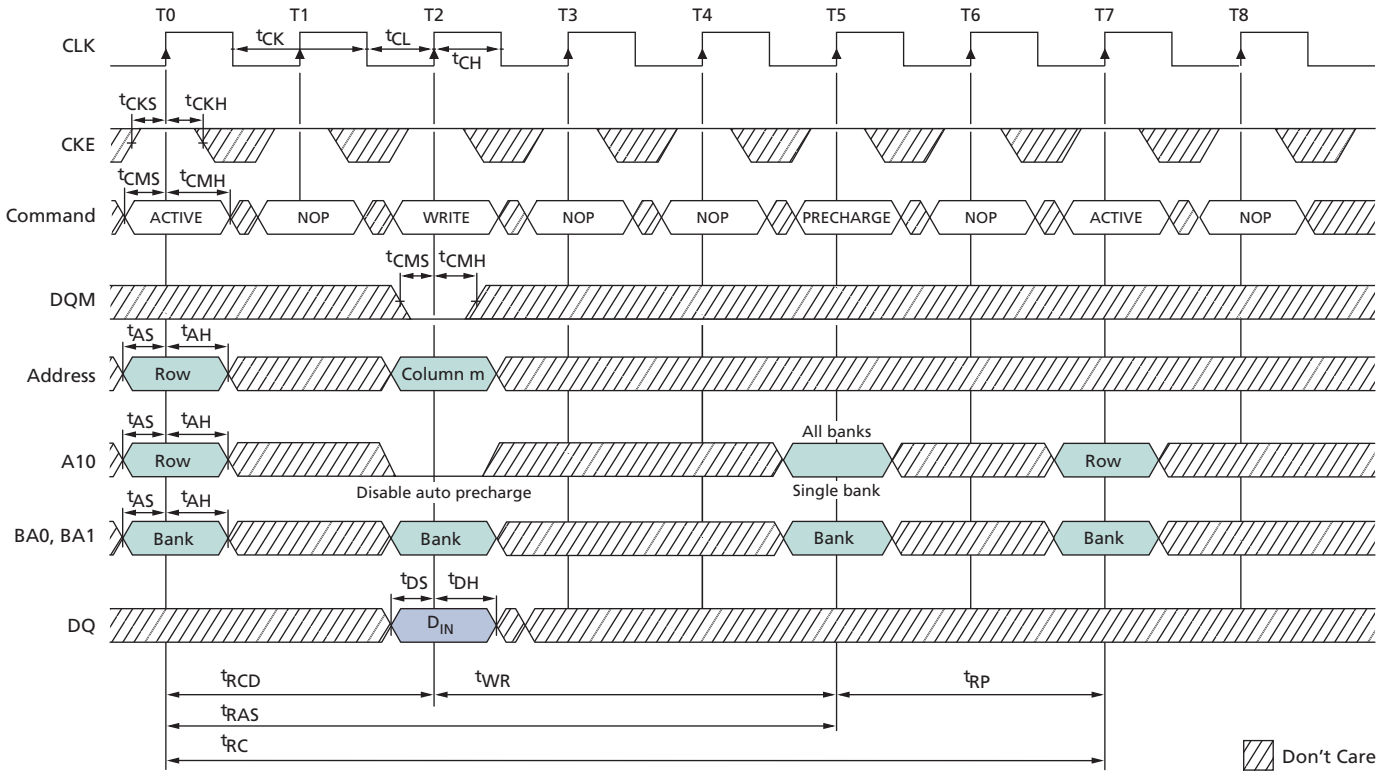 T0 T1 T2 T3 T4 T5 T6 T7 T8
CLK
tCK tCL
tCH
tCKS tCKH
CKE
tCMS tCMH
Command ACTIVE NOP WRITE NOP NOP PRECHARGE NOP ACTIVE NOP
tCMS tCMH
DQM
tAS tAH
Address Row Column m
tAS tAH All banks
A10 Row Row
Disable auto precharge Single bank
tAS tAH
BA0, BA1 Bank Bank Bank Bank
tDS tDH
DQ DIN
tRCD tWR tRP
tRAS
tRC
Don't Care